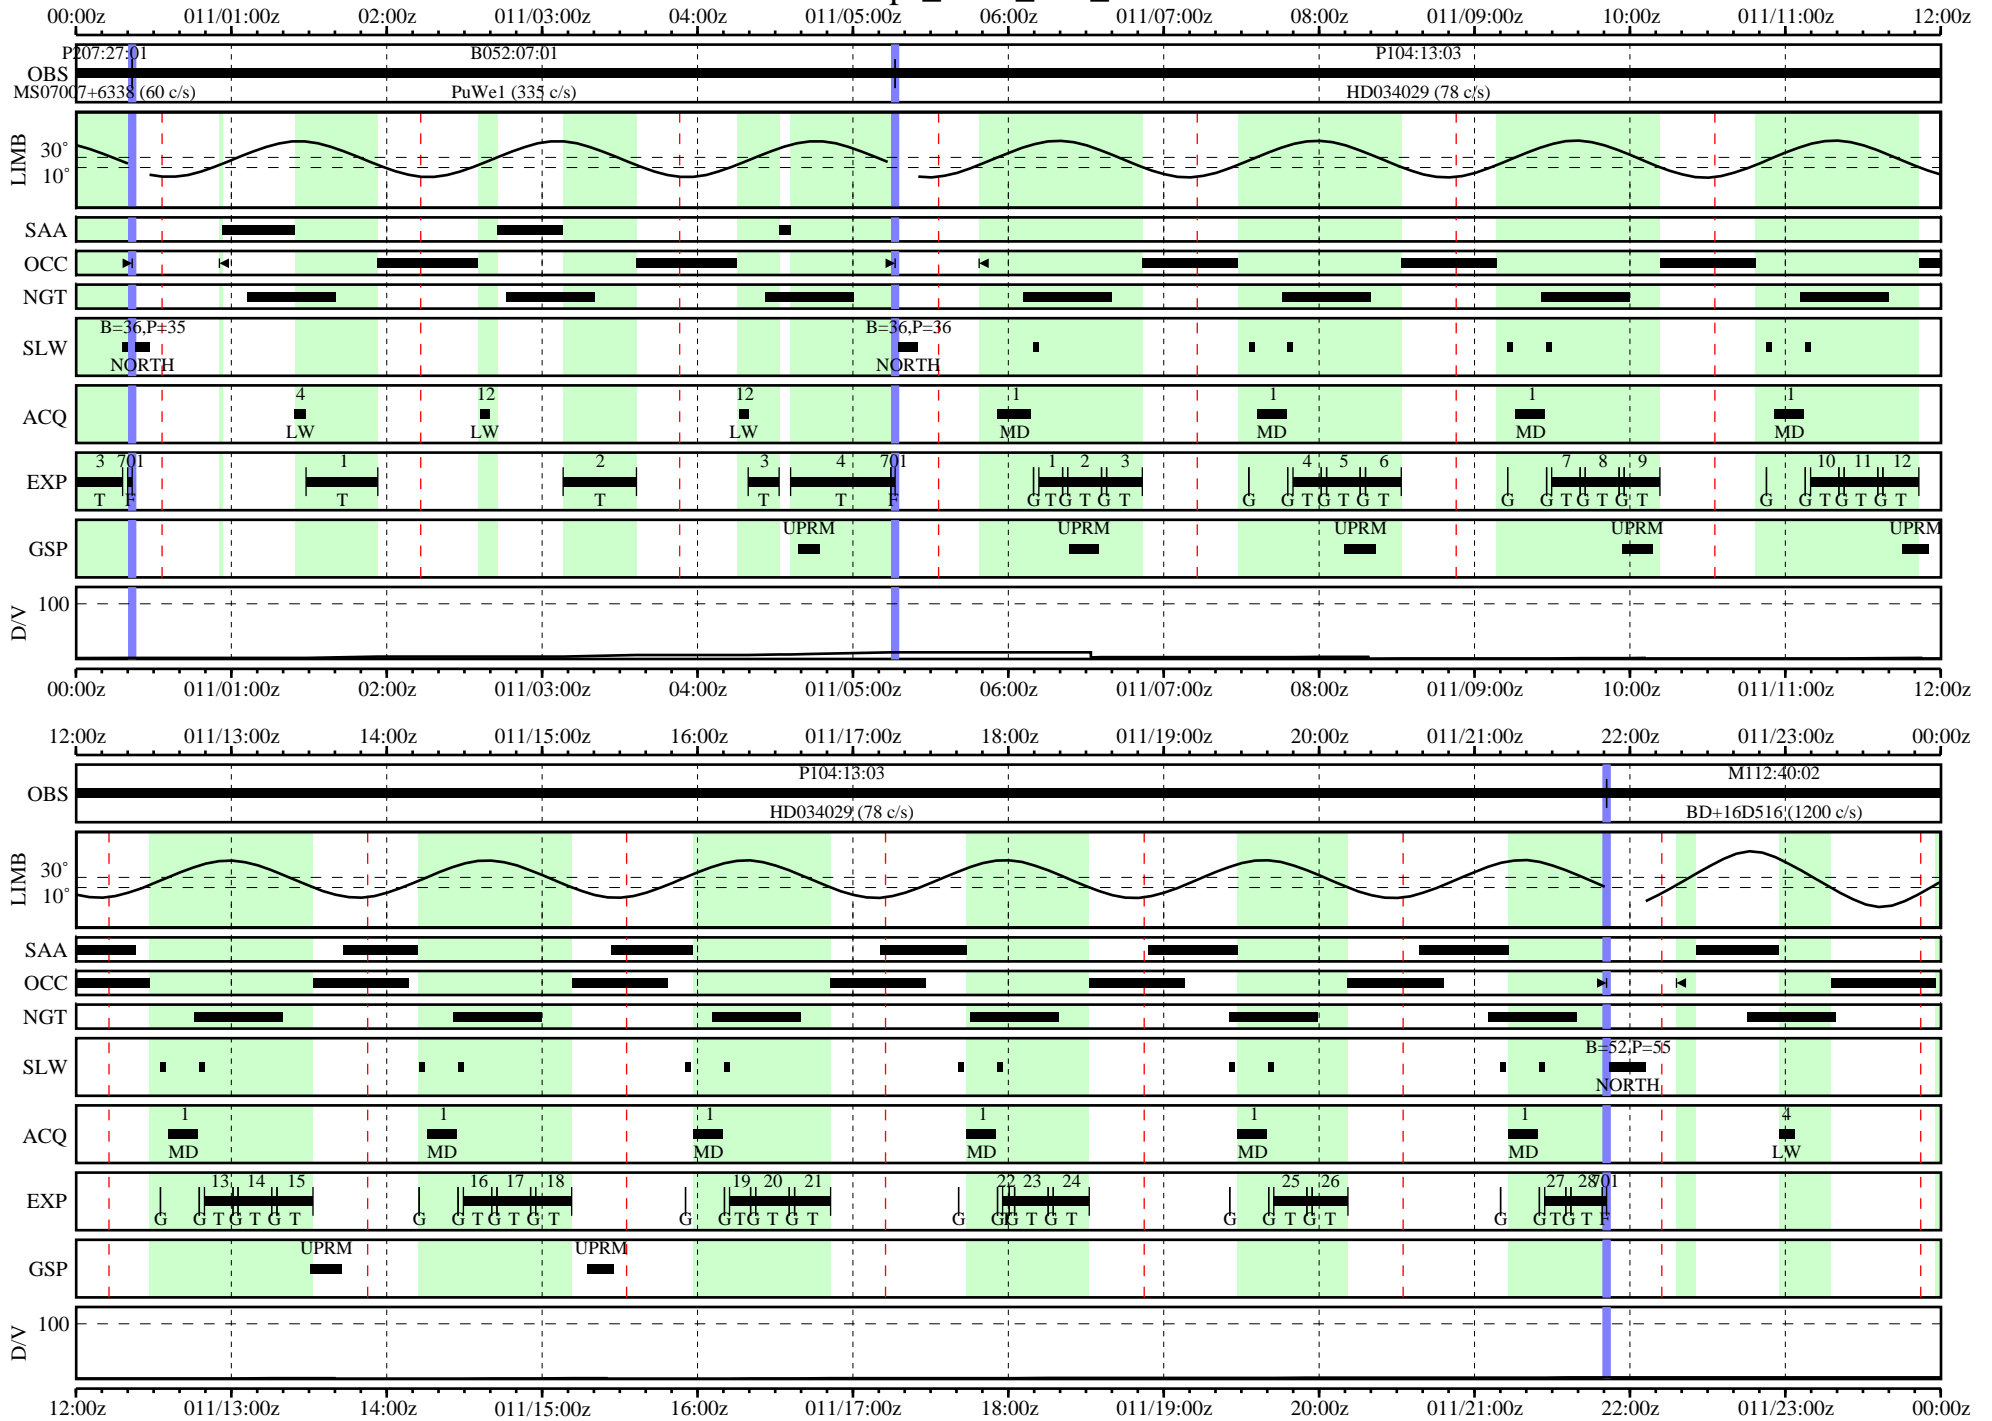 00:00z 011/01:00z 02:00z 011/03:00z 04:00z 011/05:00z 06:00z 011/07:00z 08:00z 011/09:00z 10:00z 011/11:00z 12:00z
P207:27:01 B052:07:01 P104:13:03
OBS
MS07007+6338 (60 c/s) PuWe1 (335 c/s) HD034029 (78 c/s)
LIMB 30° 10°
SAA
OCC
NGT
B=36,P=35 B=36,P=36
SLW
NORTH NORTH
4 12 12 1 1 1 1
ACQ
LW LW LW MD MD MD MD
3 701 1 2 3 4 701 1 2 3 4 5 6 7 8 9 10 11 12
EXP
T F T T T T F G T G T G T G G T G T G T G G T G T G T G G T G T G T
UPRM UPRM UPRM UPRM UPRM
GSP
D/V 100
00:00z 011/01:00z 02:00z 011/03:00z 04:00z 011/05:00z 06:00z 011/07:00z 08:00z 011/09:00z 10:00z 011/11:00z 12:00z
12:00z 011/13:00z 14:00z 011/15:00z 16:00z 011/17:00z 18:00z 011/19:00z 20:00z 011/21:00z 22:00z 011/23:00z 00:00z
P104:13:03 M112:40:02
OBS
HD034029 (78 c/s) BD+16D516 (1200 c/s)
LIMB 30° 10°
SAA
OCC
NGT
B=52,P=55
SLW
NORTH
1 1 1 1 1 1 4
ACQ
MD MD MD MD MD MD LW
13 14 15 16 17 18 19 20 21 22 23 24 25 26 27 28 701
EXP
G G T G T G T G G T G T G T G G T G T G T G G G T G T G G T G T G G T G T F
UPRM UPRM
GSP
D/V 100
12:00z 011/13:00z 14:00z 011/15:00z 16:00z 011/17:00z 18:00z 011/19:00z 20:00z 011/21:00z 22:00z 011/23:00z 00:00z